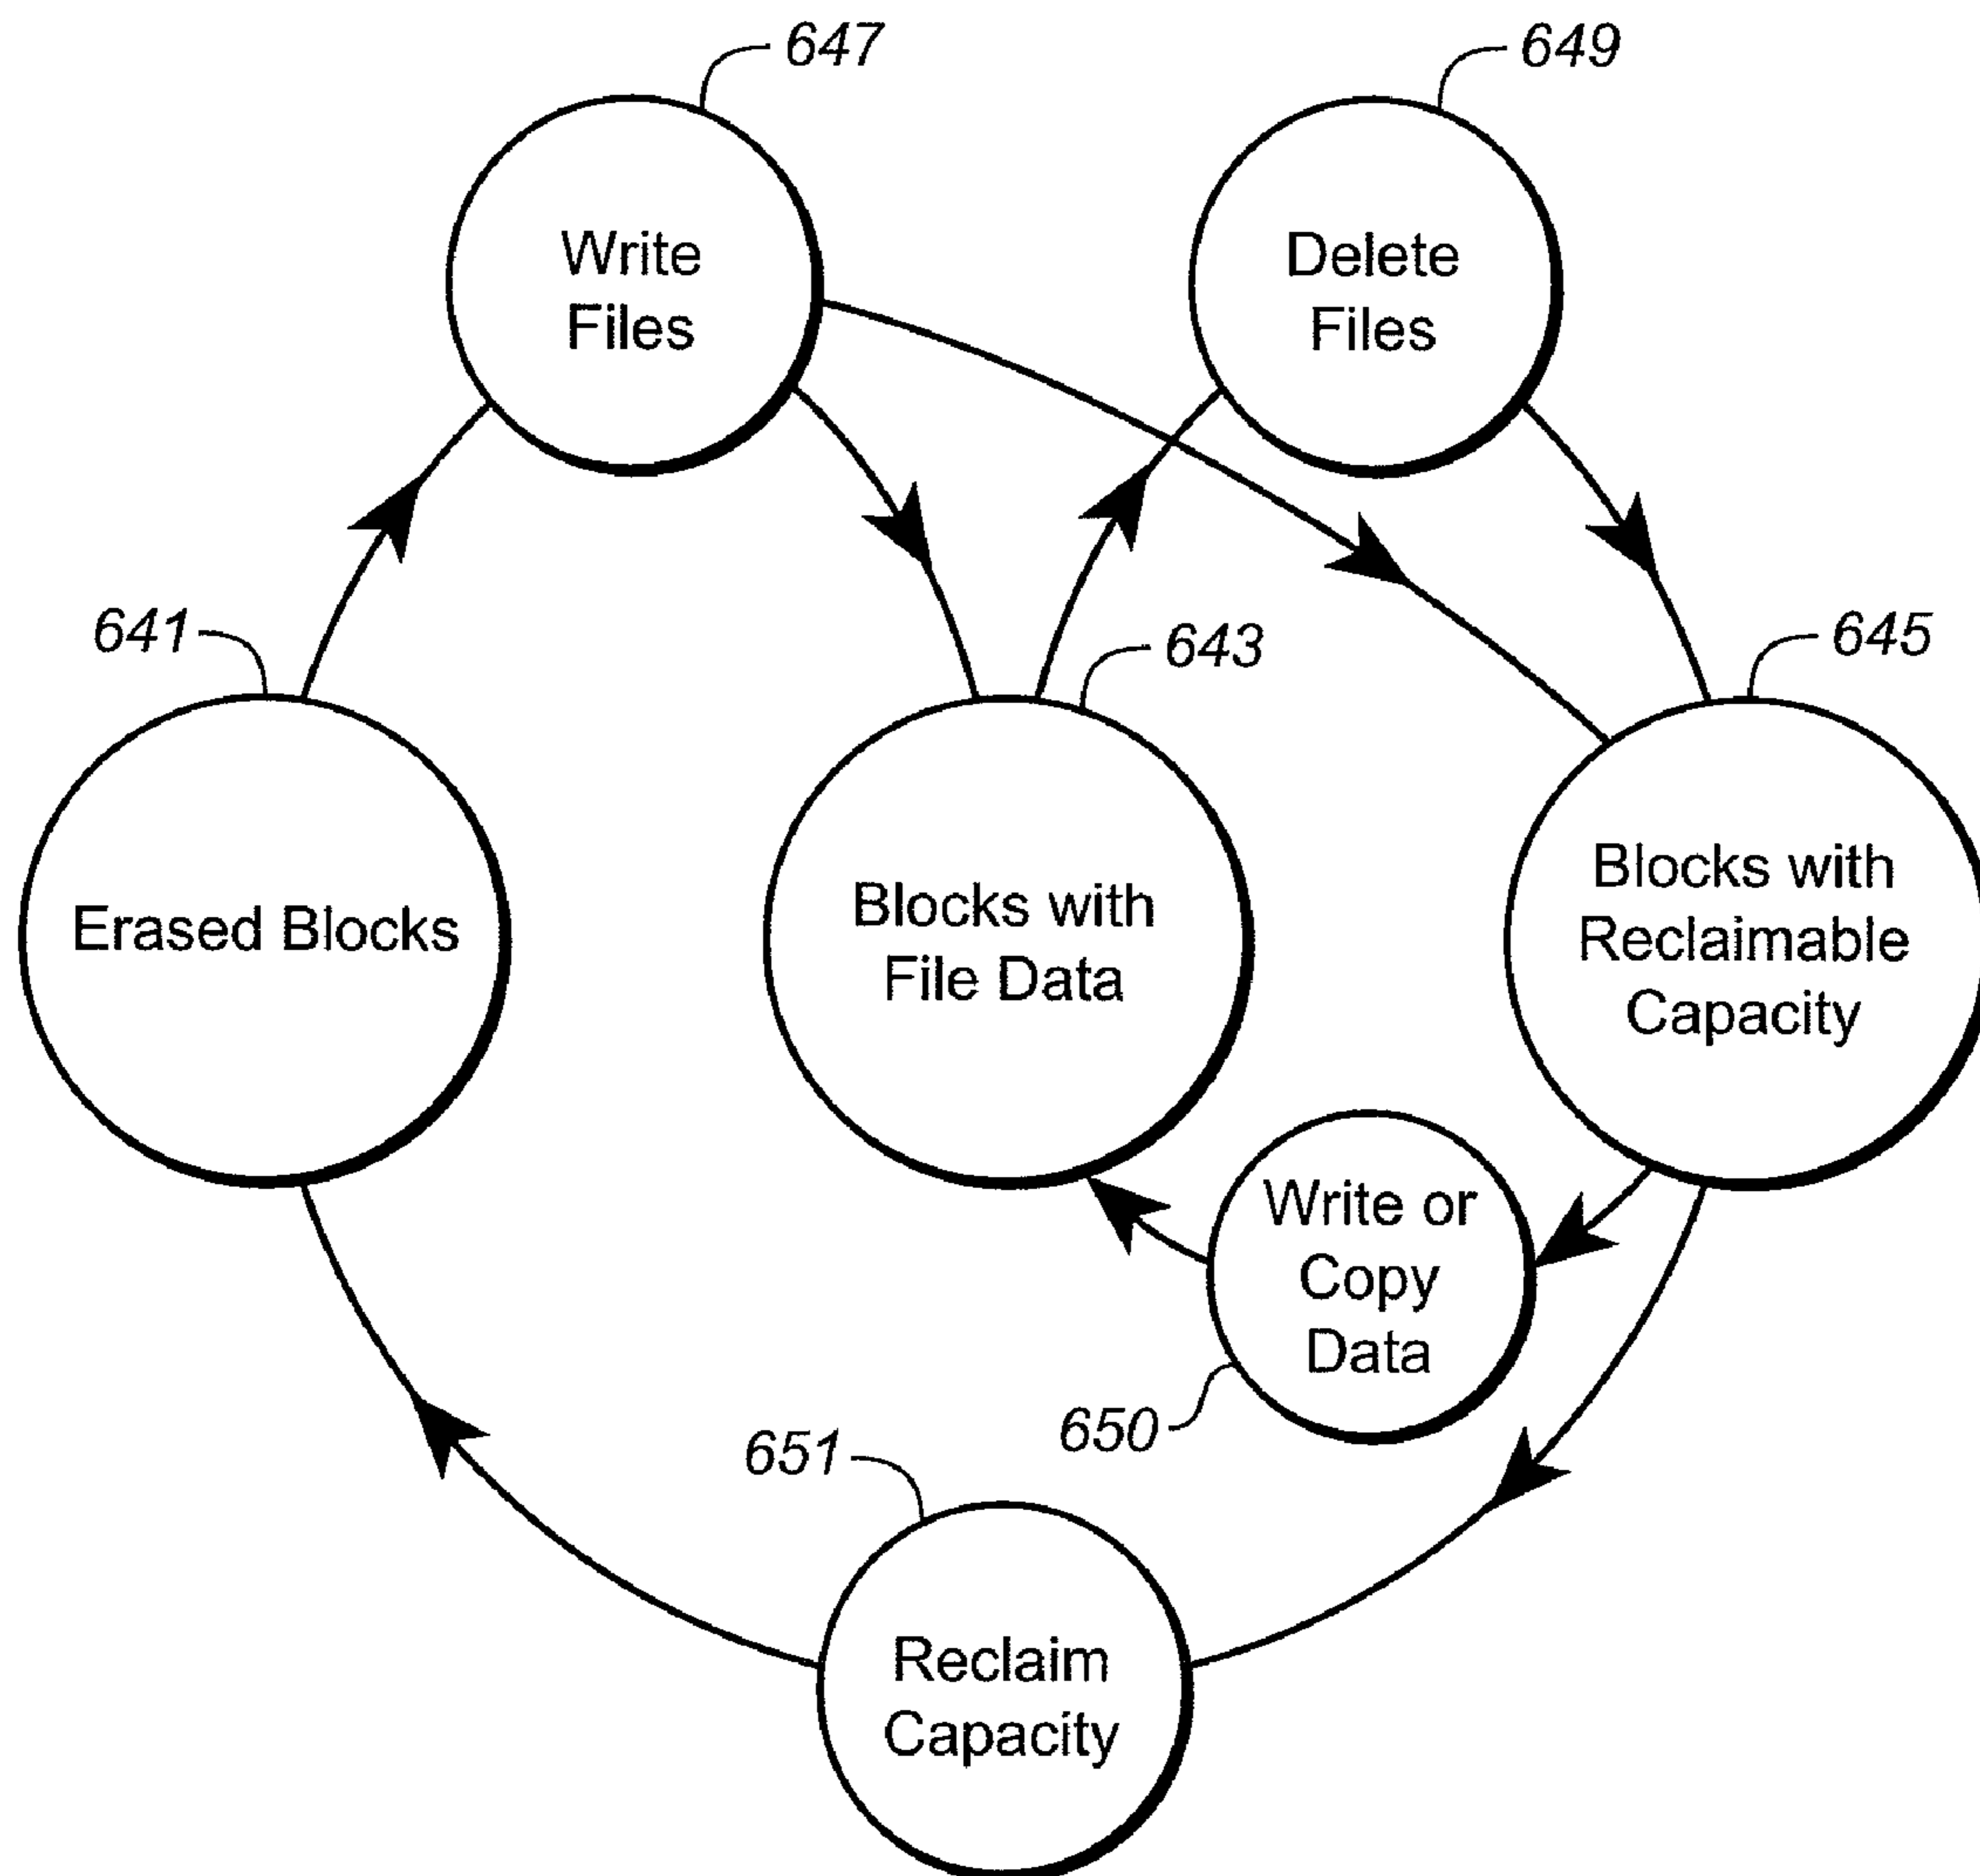 647
649
Write
Files
Delete
Files
641
643
645
Erased Blocks
Blocks with
File Data
Blocks with
Reclaimable
Capacity
Write or
Copy
Data
650
651
Reclaim
Capacity